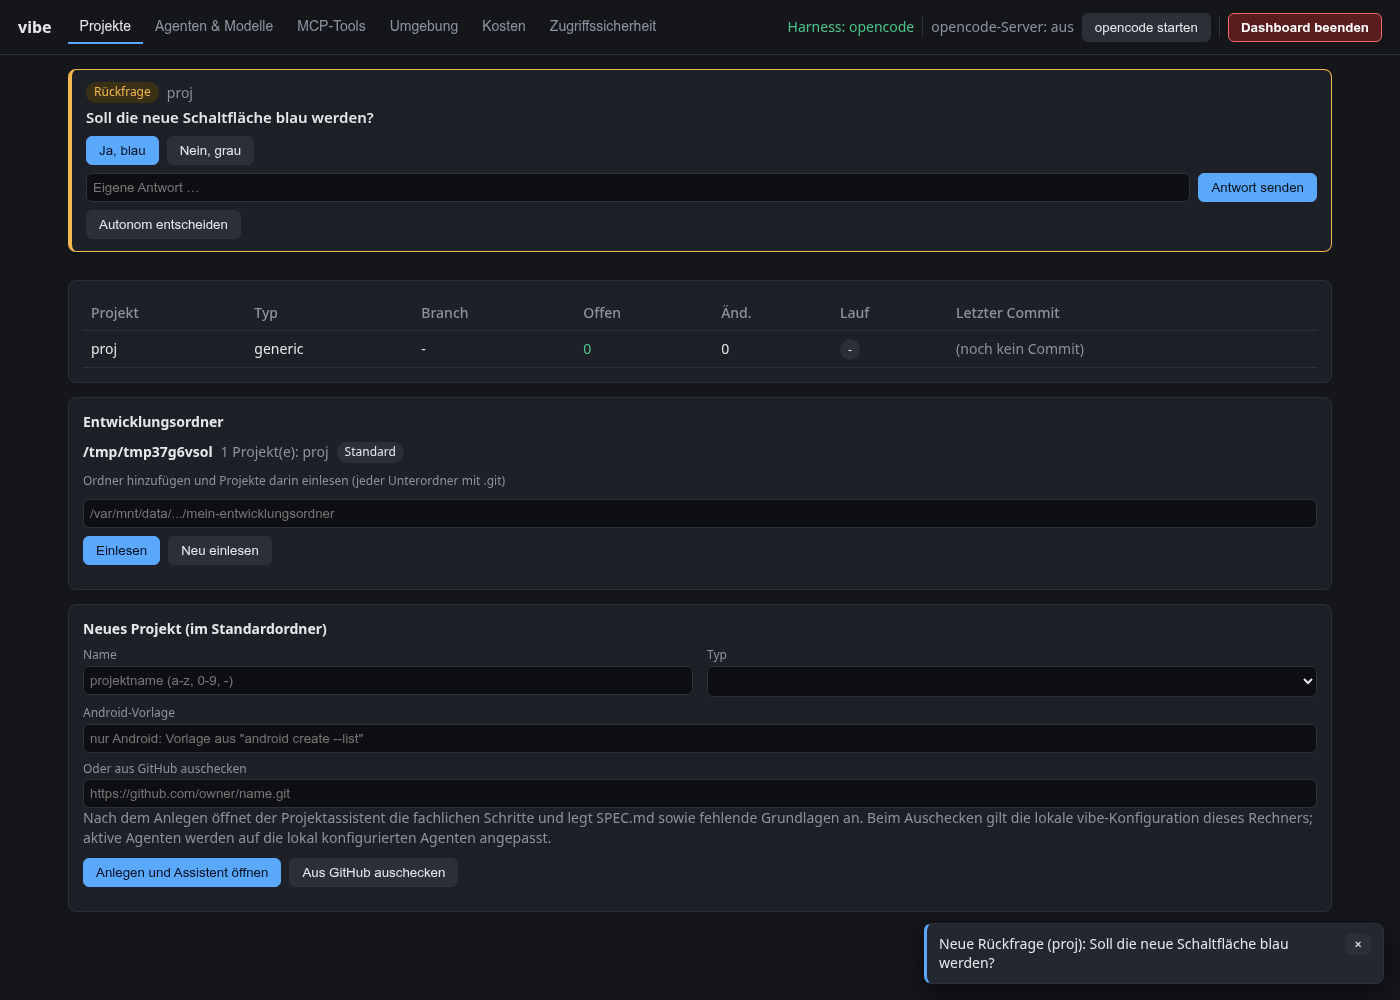 vibe Projekte Agenten & Modelle MCP-Tools Umgebung Kosten Zugriffssicherheit Harness: opencode opencode-Server: aus opencode starten Dashboard beenden
Rückfrage proj
Soll die neue Schaltfläche blau werden?
Ja, blau Nein, grau
Eigene Antwort … Antwort senden
Autonom entscheiden
Projekt Typ Branch Offen Änd. Lauf Letzter Commit
proj generic - 0 0 - (noch kein Commit)
Entwicklungsordner
/tmp/tmp37g6vsol 1 Projekt(e): proj Standard
Ordner hinzufügen und Projekte darin einlesen (jeder Unterordner mit .git)
/var/mnt/data/.../mein-entwicklungsordner
Einlesen Neu einlesen
Neues Projekt (im Standardordner)
Name Typ
projektname (a-z, 0-9, -)
Android-Vorlage
nur Android: Vorlage aus "android create --list"
Oder aus GitHub auschecken
https://github.com/owner/name.git
Nach dem Anlegen öffnet der Projektassistent die fachlichen Schritte und legt SPEC.md sowie fehlende Grundlagen an. Beim Auschecken gilt die lokale vibe-Konfiguration dieses Rechners;
aktive Agenten werden auf die lokal konfigurierten Agenten angepasst.
Anlegen und Assistent öffnen Aus GitHub auschecken
Neue Rückfrage (proj): Soll die neue Schaltfläche blau ×
werden?